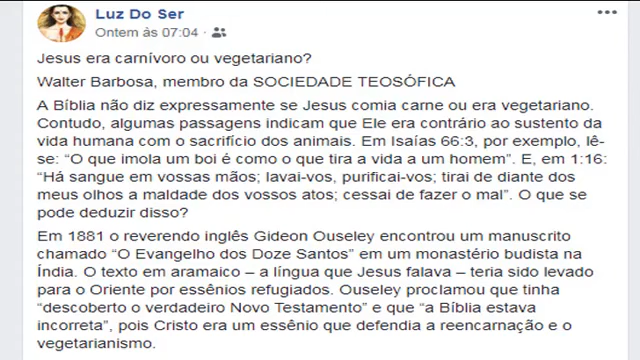 Luz Do Ser
Ontem às 07:04 ·
Jesus era carnívoro ou vegetariano?
Walter Barbosa, membro da SOCIEDADE TEOSÓFICA
A Bíblia não diz expressamente se Jesus comia carne ou era vegetariano.
Contudo, algumas passagens indicam que Ele era contrário ao sustento da
vida humana com o sacrifício dos animais. Em Isaías 66:3, por exemplo, lê-
se: “O que imola um boi é como o que tira a vida a um homem”. E, em 1:16:
“Há sangue em vossas mãos; lavai-vos, purificai-vos; tirai de diante dos
meus olhos a maldade dos vossos atos; cessai de fazer o mal”. O que se
pode deduzir disso?
Em 1881 o reverendo inglês Gideon Ouseley encontrou um manuscrito
chamado “O Evangelho dos Doze Santos” em um monastério budista na
Índia. O texto em aramaico – a língua que Jesus falava – teria sido levado
para o Oriente por essênios refugiados. Ouseley proclamou que tinha
“descoberto o verdadeiro Novo Testamento” e que “a Bíblia estava
incorreta”, pois Cristo era um essênio que defendia a reencarnação e o
vegetarianismo.